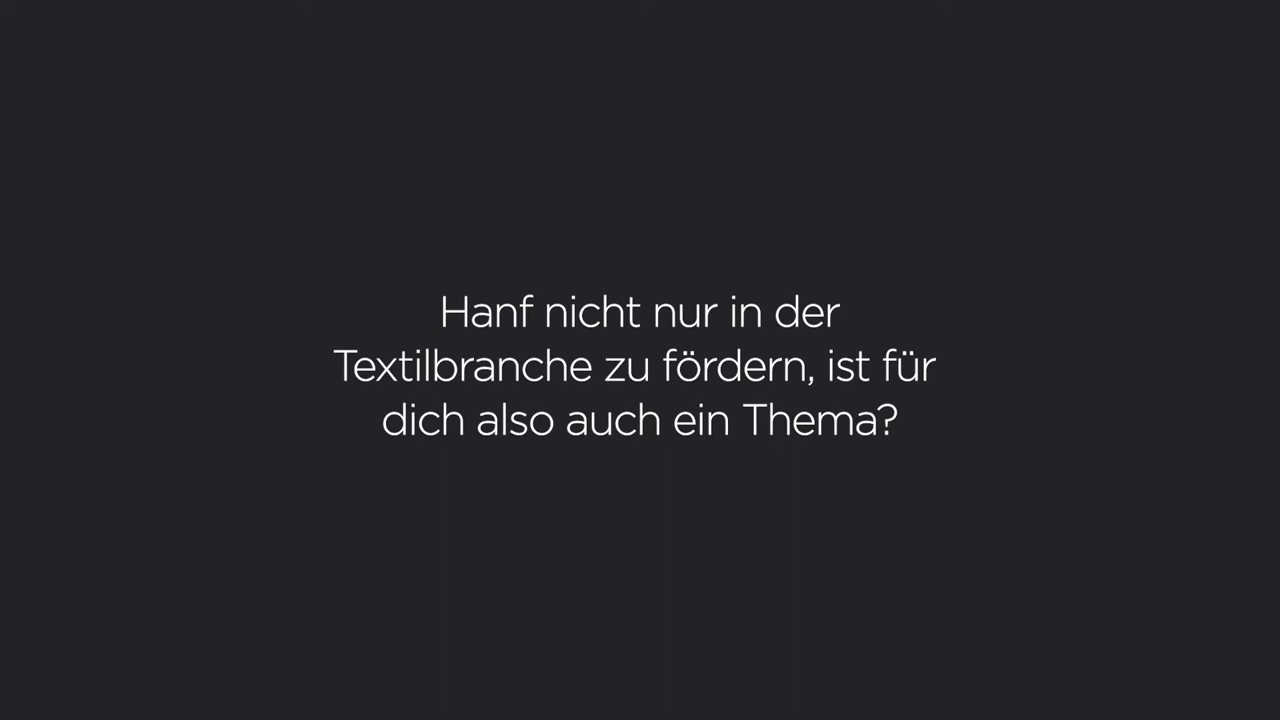 Hanf nicht nur in der
Textilbranche zu fördern, ist für
dich also auch ein Thema?